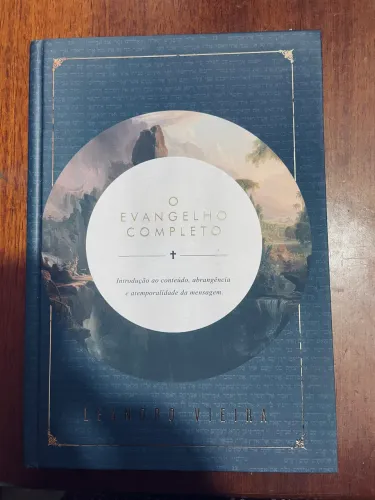 O
EVANGELHO
COMPLETO
Introdução ao conteúdo, abrangência
e atemporalidade da mensagem
LEANDRO VIEIRA